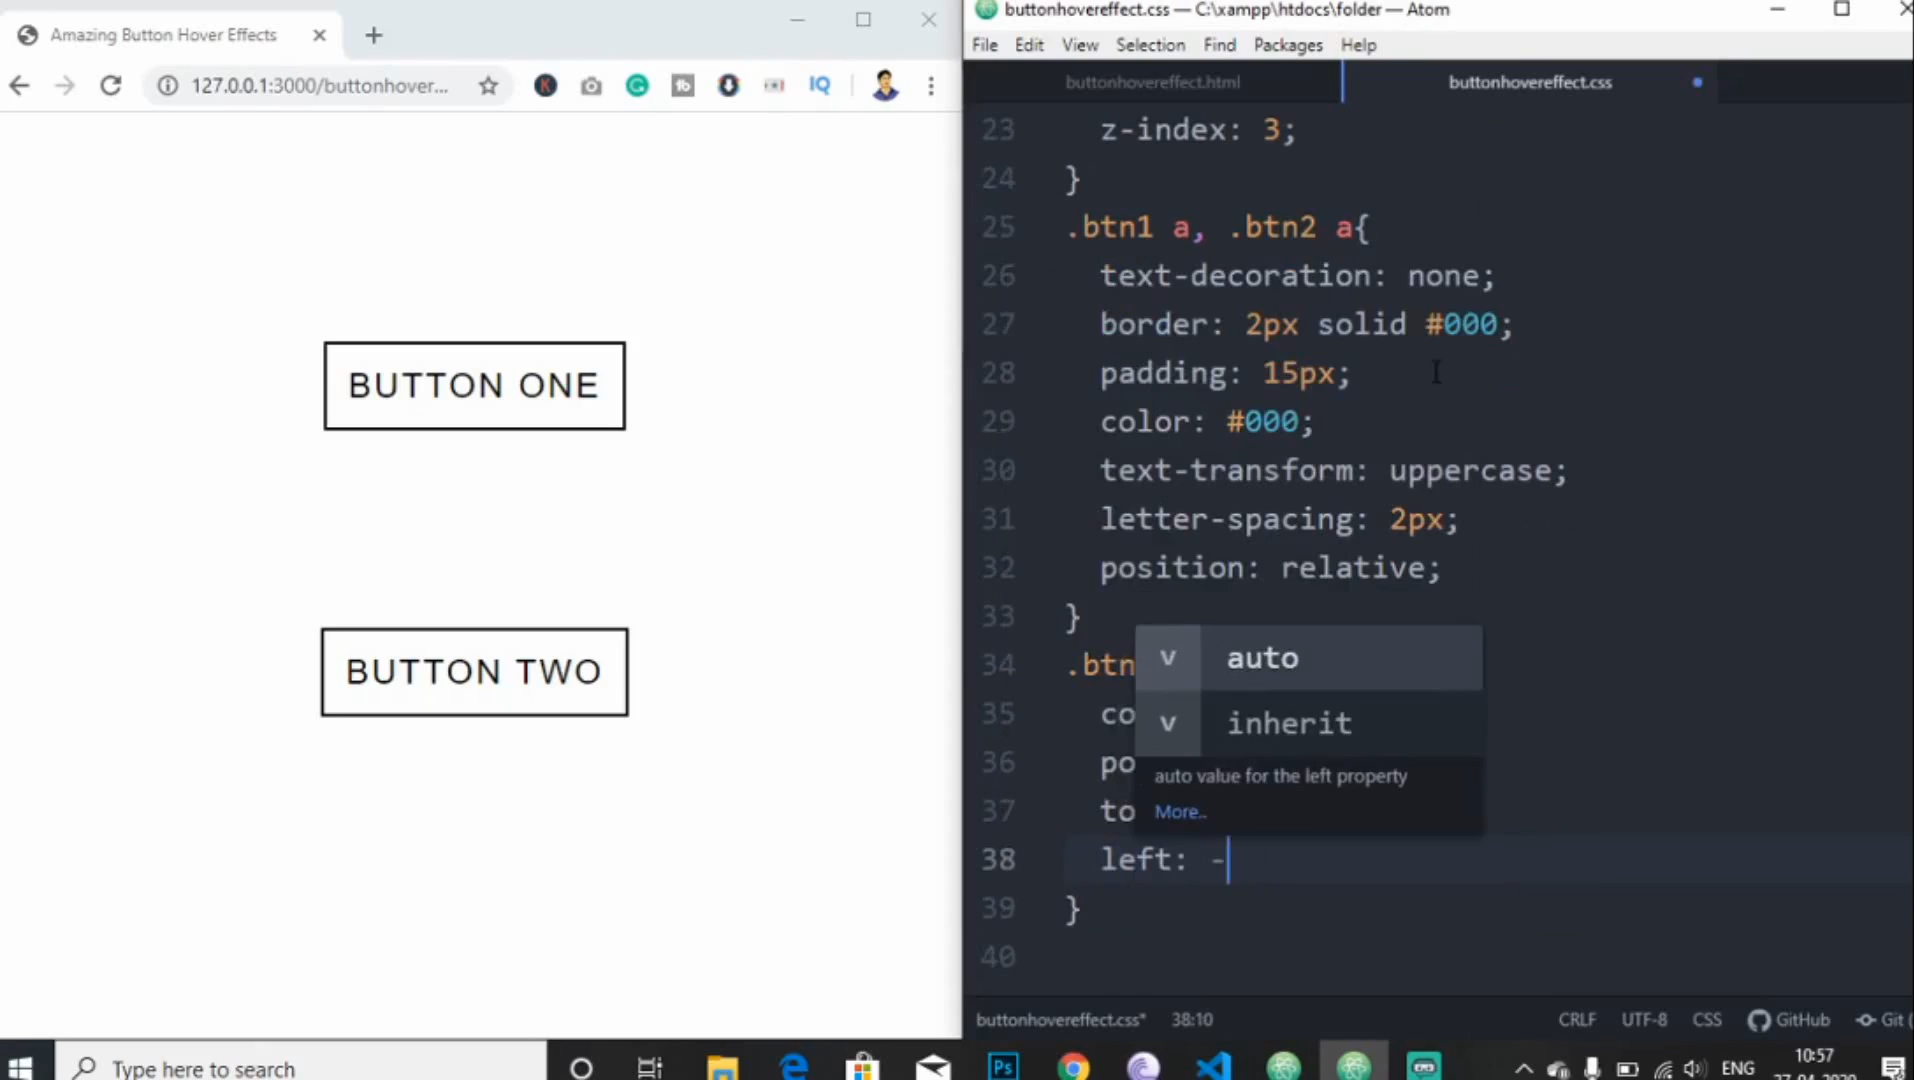 Amazing Button Hover Effects
127.0.0.1:3000/buttonhover...
IQ
BUTTON ONE
BUTTON TWO
buttonhovereffect.css — C:\xampp\htdocs\folder — Atom
File Edit View Selection Find Packages Help
buttonhovereffect.html buttonhovereffect.css
23 z-index: 3;
24 }
25 .btn1 a, .btn2 a{
26 text-decoration: none;
27 border: 2px solid #000;
28 padding: 15px;
29 color: #000;
30 text-transform: uppercase;
31 letter-spacing: 2px;
32 position: relative;
33 }
34 .btn
35 co
36 po
37 to
38 left: -
39 }
40
v auto
v inherit
auto value for the left property
More..
buttonhovereffect.css* 38:10 CRLF UTF-8 CSS GitHub Git (
Type here to search
Ps
ENG
10:57